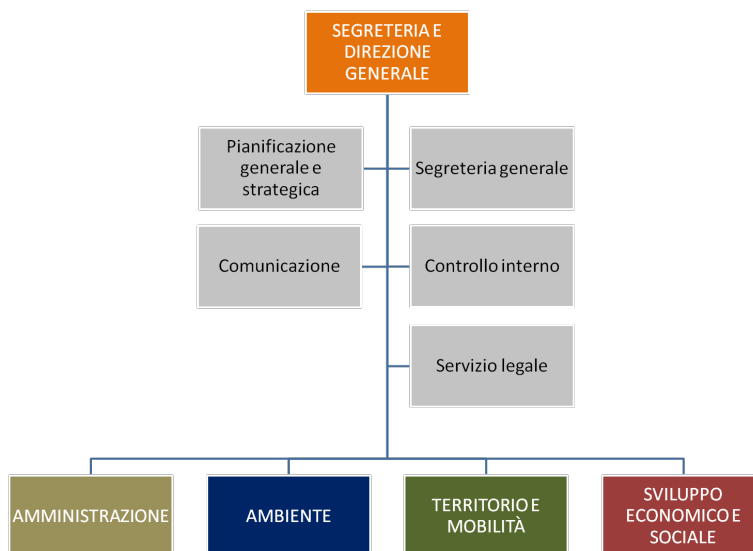 SEGRETERIA E
DIREZIONE
GENERALE
Pianificazione
generale e
strategica
Segreteria generale
Comunicazione
Controllo interno
Servizio legale
AMMINISTRAZIONE
AMBIENTE
TERRITORIO E
MOBILITÀ
SVILUPPO
ECONOMICO E
SOCIALE